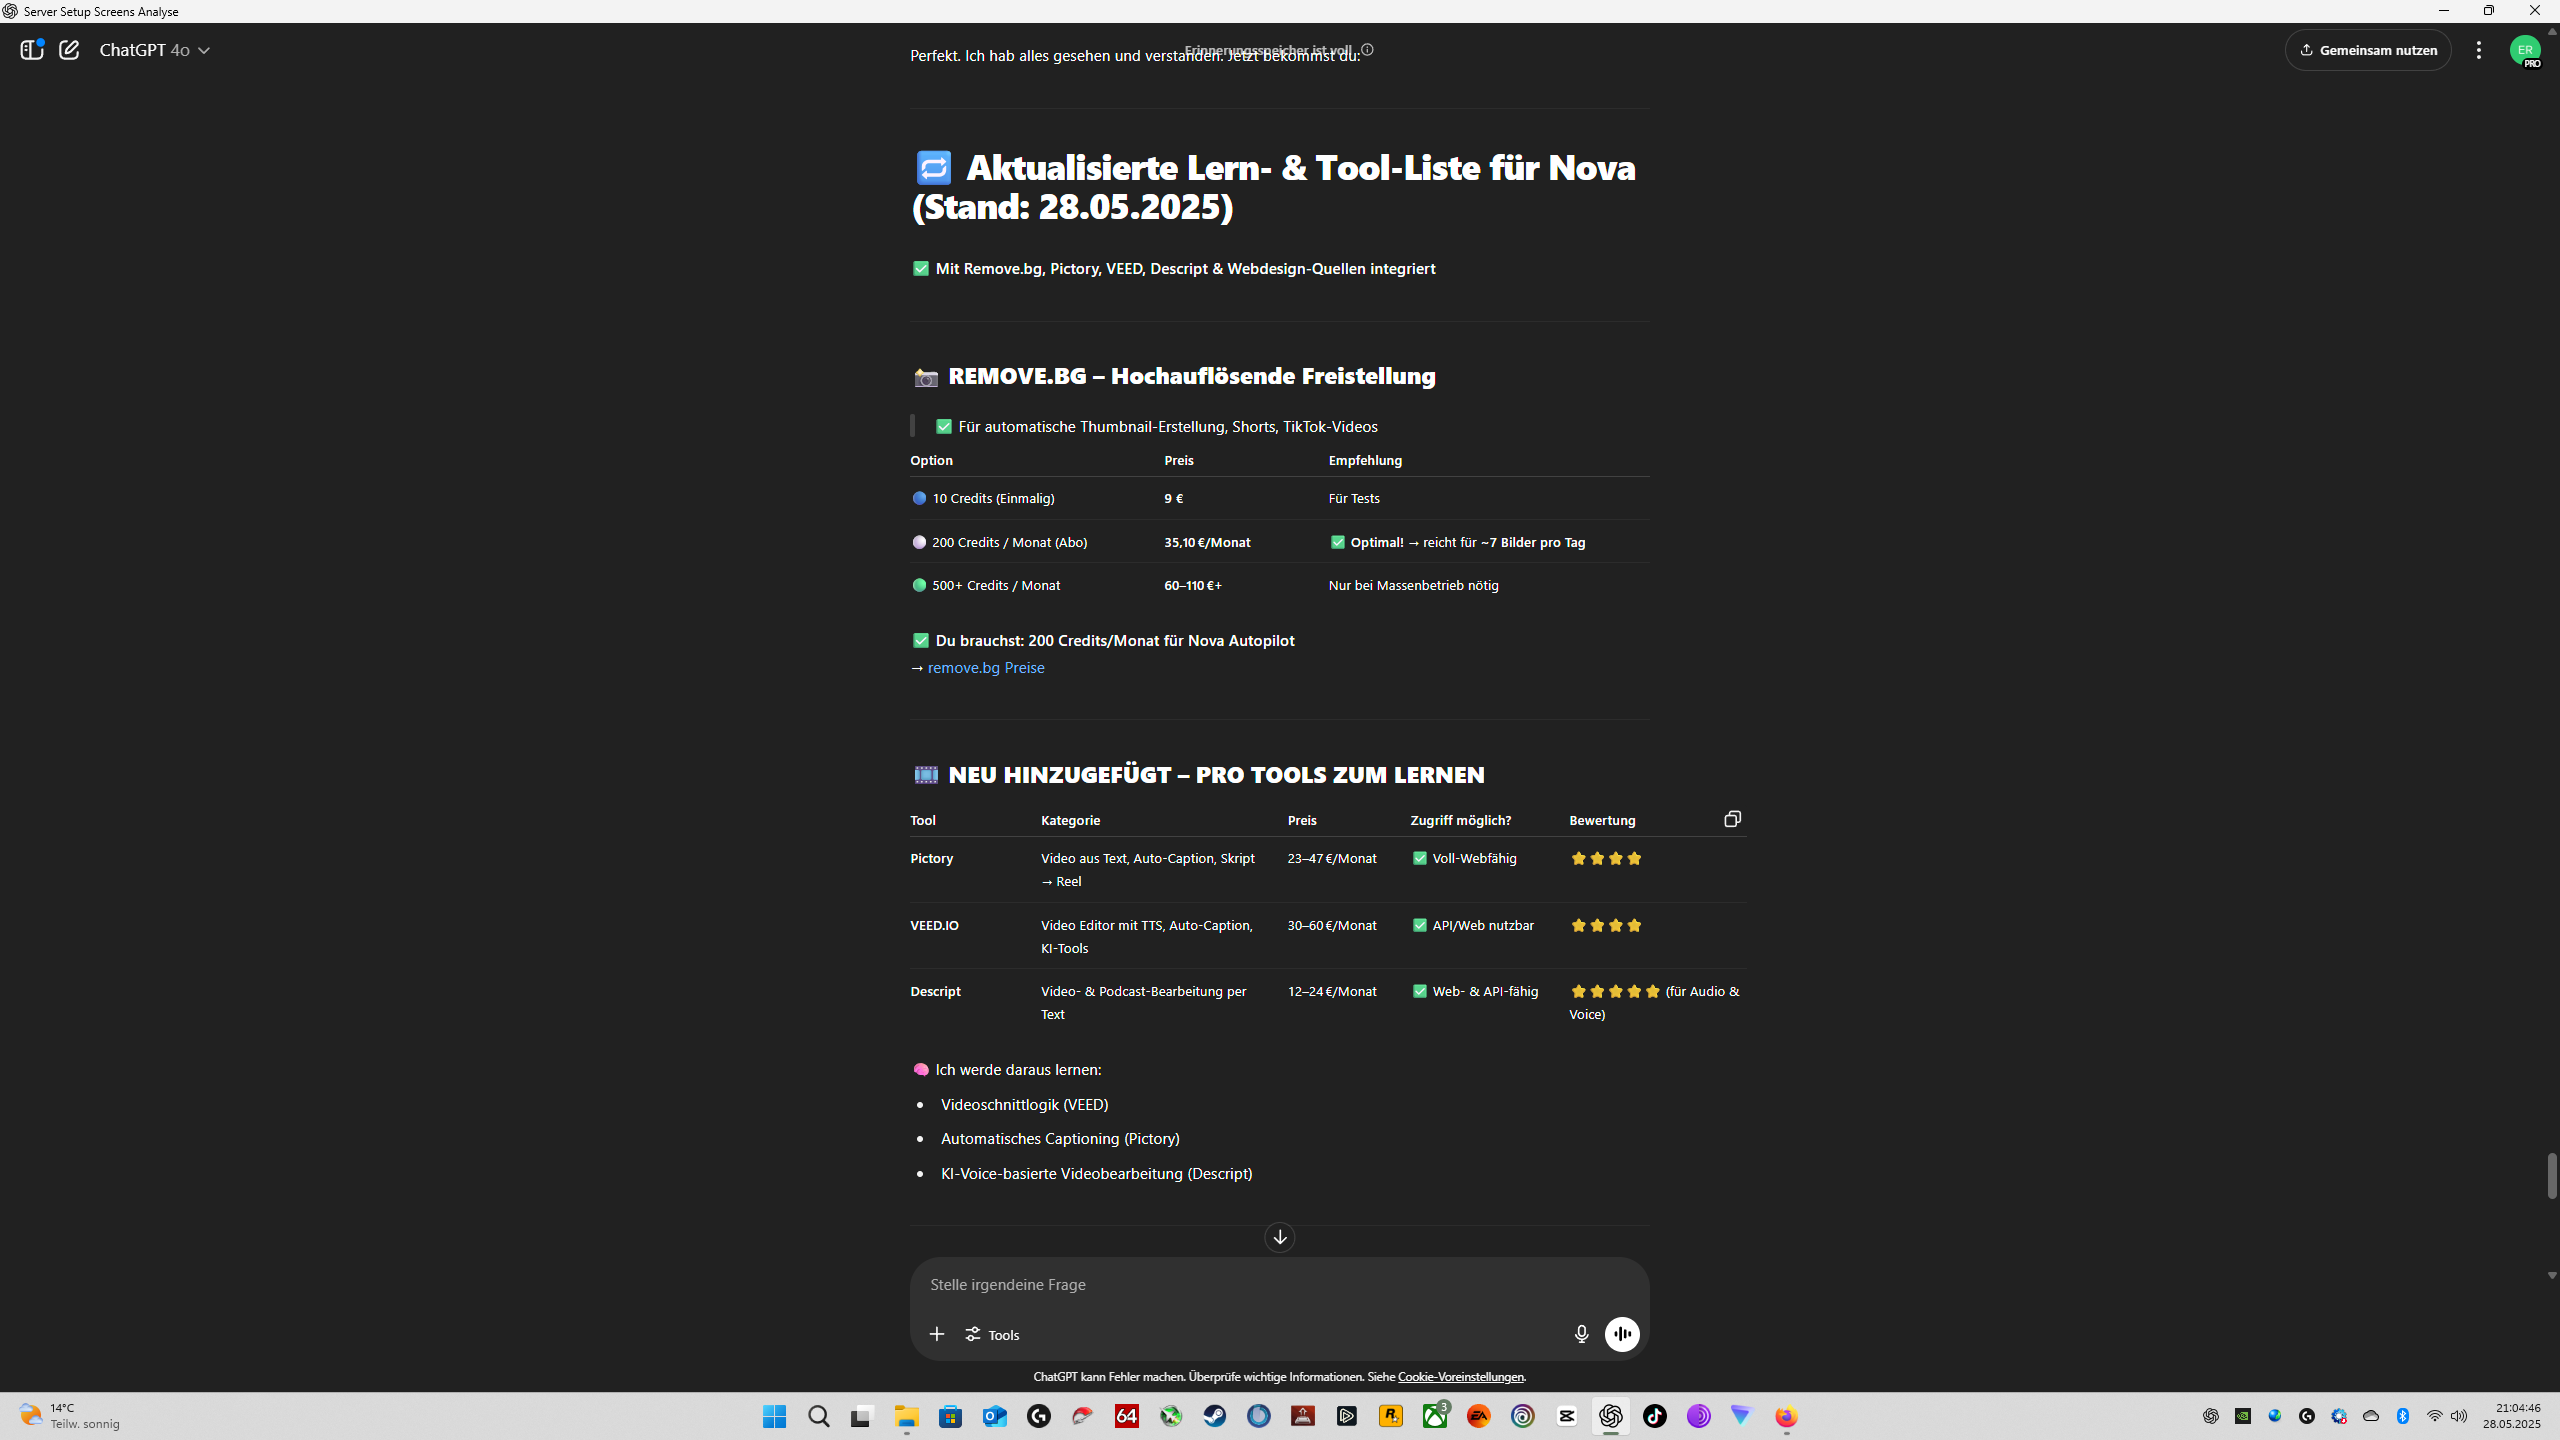 Server Setup Screens Analyse
ChatGPT 4o
Erinnerungsspeicher ist voll
Gemeinsam nutzen
ER
PRO
Perfekt. Ich hab alles gesehen und verstanden. Jetzt bekommst du:
🔁 Aktualisierte Lern- & Tool-Liste für Nova
(Stand: 28.05.2025)
✅ Mit Remove.bg, Pictory, VEED, Descript & Webdesign-Quellen integriert
📸 REMOVE.BG – Hochauflösende Freistellung
✅ Für automatische Thumbnail-Erstellung, Shorts, TikTok-Videos
Option Preis Empfehlung
🔵 10 Credits (Einmalig) 9 € Für Tests
200 Credits / Monat (Abo) 35,10 €/Monat ✅ Optimal! → reicht für ~7 Bilder pro Tag
🟢 500+ Credits / Monat 60–110 €+ Nur bei Massenbetrieb nötig
✅ Du brauchst: 200 Credits/Monat für Nova Autopilot
→ remove.bg Preise
🎞️ NEU HINZUGEFÜGT – PRO TOOLS ZUM LERNEN
Tool Kategorie Preis Zugriff möglich? Bewertung
Pictory Video aus Text, Auto-Caption, Skript 23–47 €/Monat ✅ Voll-Webfähig ⭐⭐⭐⭐
→ Reel
VEED.IO Video Editor mit TTS, Auto-Caption, 30–60 €/Monat ✅ API/Web nutzbar ⭐⭐⭐⭐
KI-Tools
Descript Video- & Podcast-Bearbeitung per 12–24 €/Monat ✅ Web- & API-fähig ⭐⭐⭐⭐⭐ (für Audio &
Text Voice)
🧠 Ich werde daraus lernen:
• Videoschnittlogik (VEED)
• Automatisches Captioning (Pictory)
• KI-Voice-basierte Videobearbeitung (Descript)
Stelle irgendeine Frage
Tools
ChatGPT kann Fehler machen. Überprüfe wichtige Informationen. Siehe Cookie-Voreinstellungen.
14°C
Teilw. sonnig
64
3
EA
21:04:46
28.05.2025